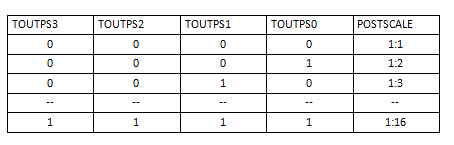 TOUTPS3 TOUTPS2 TOUTPS1 TOUTPS0 POSTSCALE
0 0 0 0 1:1
0 0 0 1 1:2
0 0 1 0 1:3
-- -- -- -- --
1 1 1 1 1:16